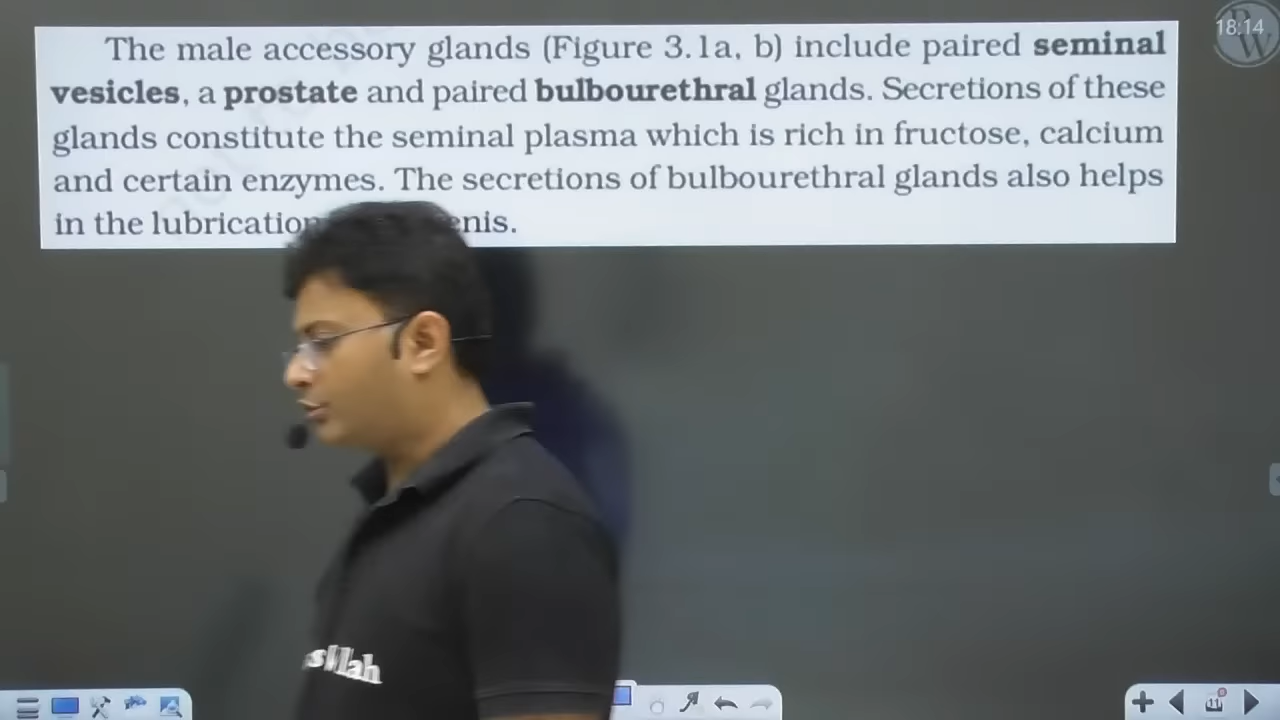 18:14
The male accessory glands (Figure 3.1a, b) include paired seminal
vesicles, a prostate and paired bulbourethral glands. Secretions of these
glands constitute the seminal plasma which is rich in fructose, calcium
and certain enzymes. The secretions of bulbourethral glands also helps
in the
11